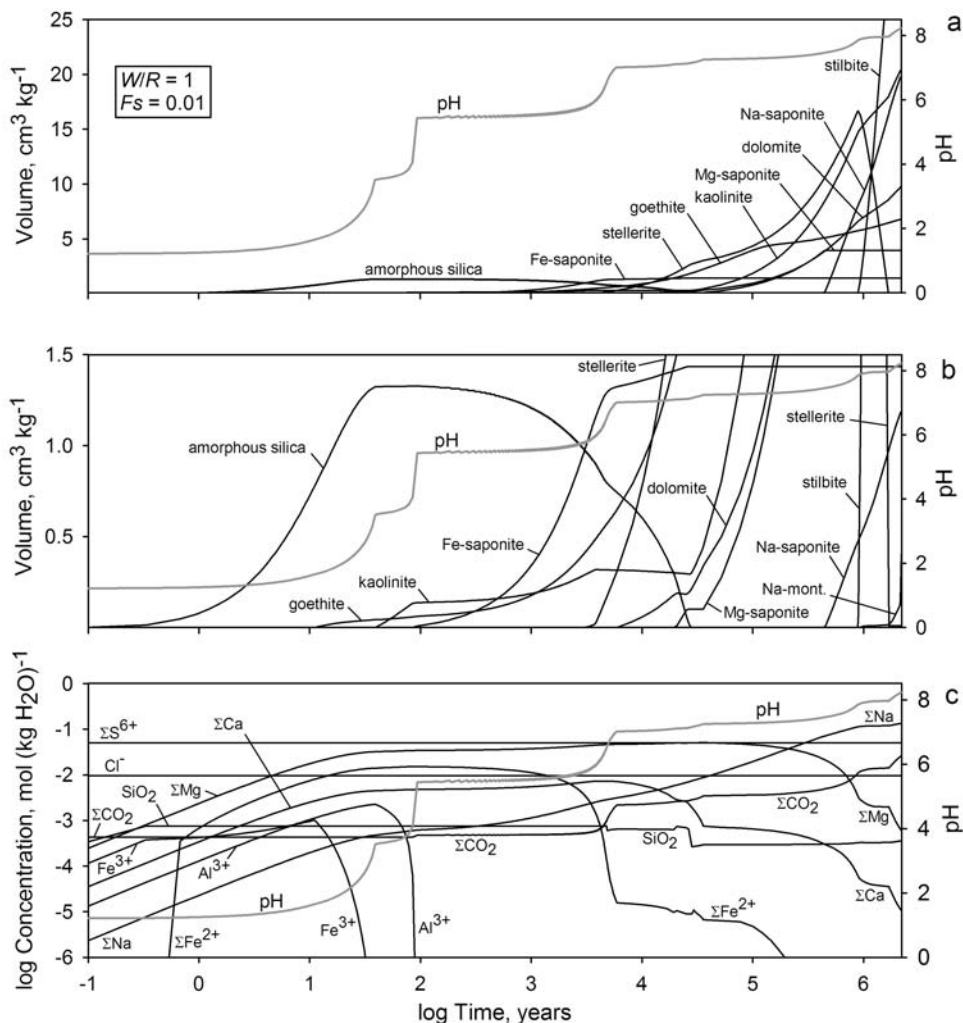 25
20
15
10
5
Volume, cm³ kg⁻¹
W/R = 1
Fs = 0.01
pH
amorphous silica
Fe-saponite
stellerite
goethite
kaolinite
Mg-saponite
dolomite
Na-saponite
stilbite
a
8
6
4
2
0
pH
1.5
1.0
0.5
Volume, cm³ kg⁻¹
amorphous silica
pH
goethite
kaolinite
Fe-saponite
stellerite
dolomite
Mg-saponite
stilbite
Na-saponite
Na-mont.
stellerite
b
8
6
4
2
0
pH
0
-1
-2
-3
-4
-5
-6
log Concentration, mol (kg H₂O)⁻¹
ΣS⁶⁺
Cl⁻
SiO₂
ΣCO₂
Fe³⁺
ΣNa
ΣMg
ΣCa
Al³⁺
pH
ΣFe²⁺
Fe³⁺
Al³⁺
ΣCO₂
SiO₂
ΣFe²⁺
pH
ΣCO₂
ΣNa
ΣMg
ΣCa
c
8
6
4
2
0
pH
-1
0
1
2
3
4
5
6
log Time, years